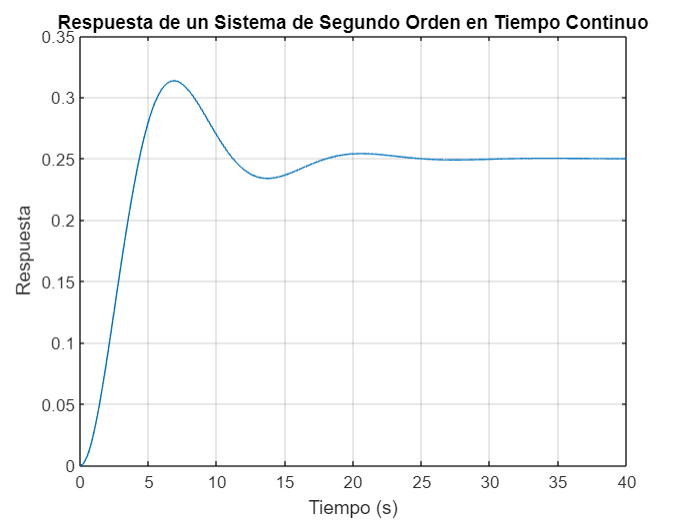 Respuesta de un Sistema de Segundo Orden en Tiempo Continuo
0.35
0.3
0.25
0.2
0.15
0.1
0.05
0
Respuesta
0 5 10 15 20 25 30 35 40
Tiempo (s)